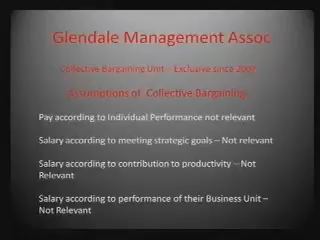 Glendale Management Assoc
Collective Bargaining Unit – Exclusive since 2007
Assumptions of Collective Bargaining
Pay according to Individual Performance not relevant
Salary according to meeting strategic goals – Not relevant
Salary according to contribution to productivity – Not
Relevant
Salary according to performance of their Business Unit –
Not Relevant